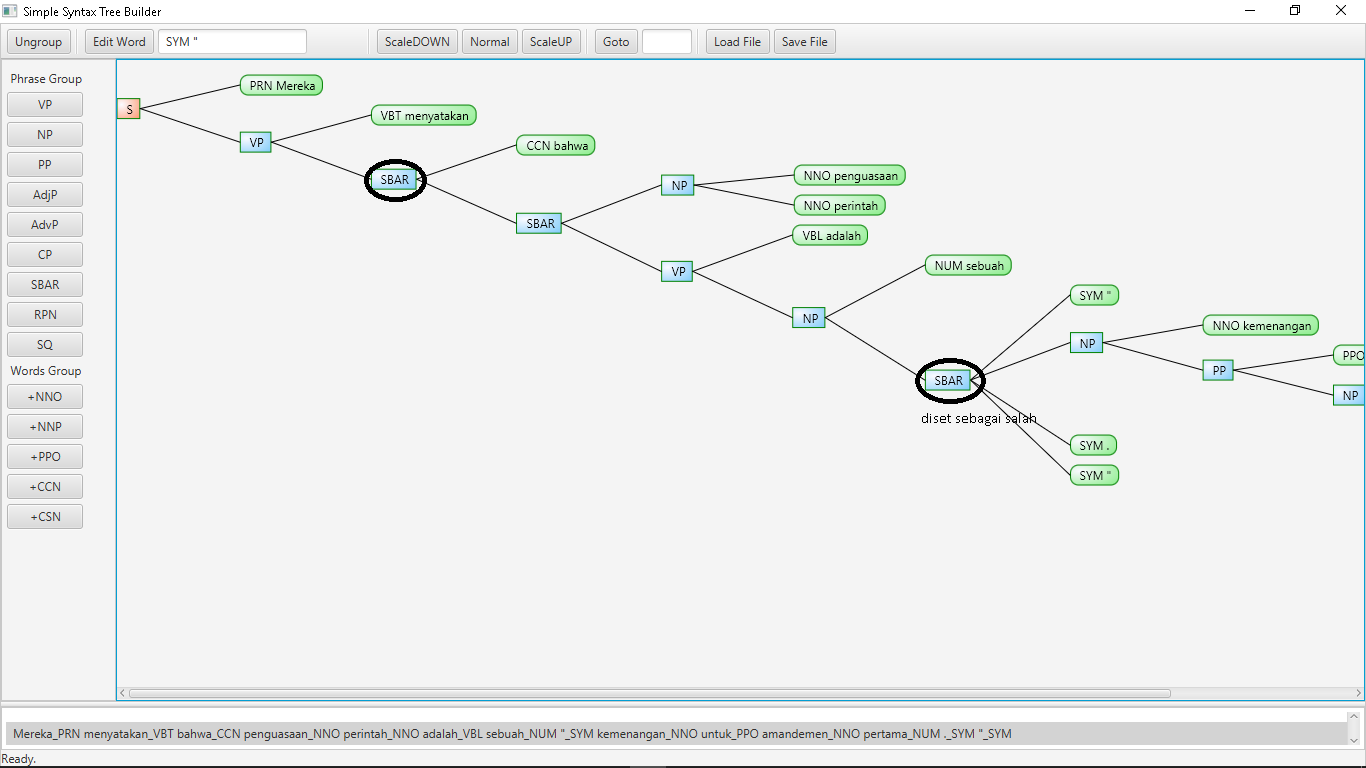 Simple Syntax Tree Builder
Ungroup Edit Word SYM " ScaleDOWN Normal ScaleUP Goto Load File Save File
Phrase Group
VP
NP
PP
AdjP
AdvP
CP
SBAR
RPN
SQ
Words Group
+NNO
+NNP
+PPO
+CCN
+CSN
PRN Mereka
S
VBT menyatakan
VP
CCN bahwa
SBAR
NNO penguasaan
NP
NNO perintah
SBAR
VBL adalah
NUM sebuah
VP
SYM "
NP
NNO kemenangan
NP
PPO
PP
SBAR
NP
diset sebagai salah
SYM .
SYM "
Mereka_PRN menyatakan_VBT bahwa_CCN penguasaan_NNO perintah_NNO adalah_VBL sebuah_NUM "_SYM kemenangan_NNO untuk_PPO amandemen_NNO pertama_NUM ._SYM "_SYM
Ready.